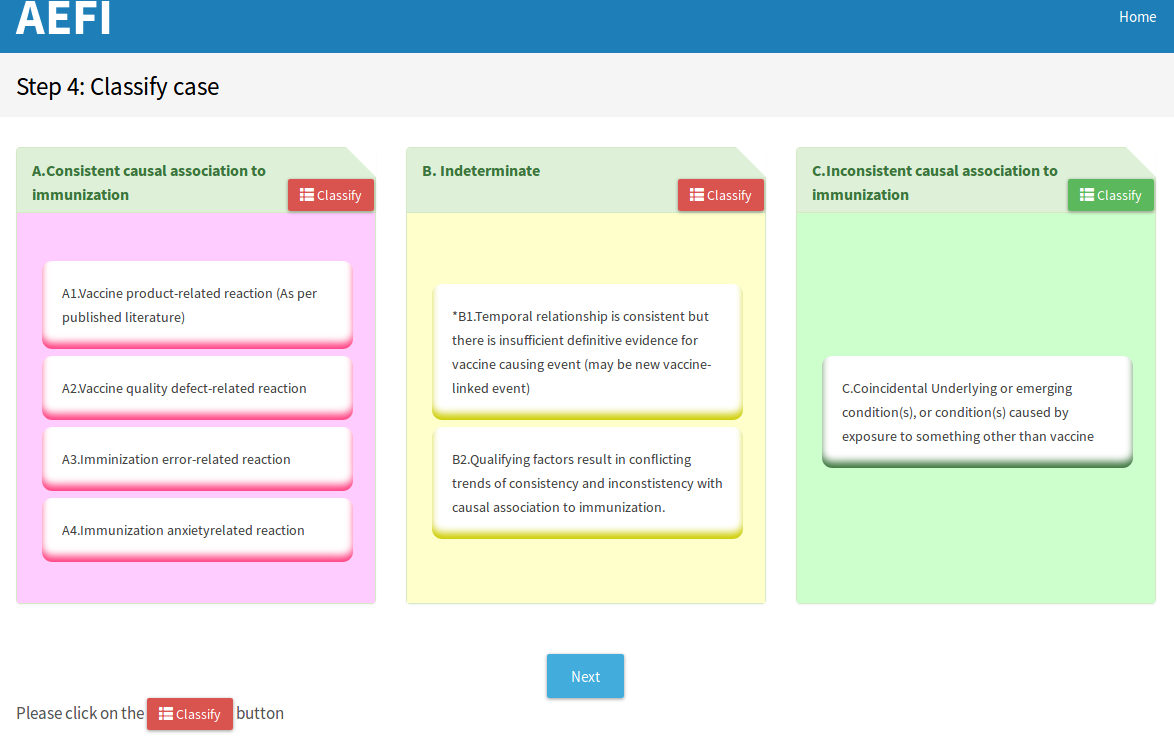 AEFI
Home
Step 4: Classify case
A.Consistent causal association to
immunization
Classify
A1.Vaccine product-related reaction (As per
published literature)
A2.Vaccine quality defect-related reaction
A3.Imminization error-related reaction
A4.Immunization anxietyrelated reaction
B. Indeterminate
Classify
*B1.Temporal relationship is consistent but
there is insufficient definitive evidence for
vaccine causing event (may be new vaccine-
linked event)
B2.Qualifying factors result in conflicting
trends of consistency and inconstistency with
causal association to immunization.
C.Inconsistent causal association to
immunization
Classify
C.Coincidental Underlying or emerging
condition(s), or condition(s) caused by
exposure to something other than vaccine
Next
Please click on the Classify button